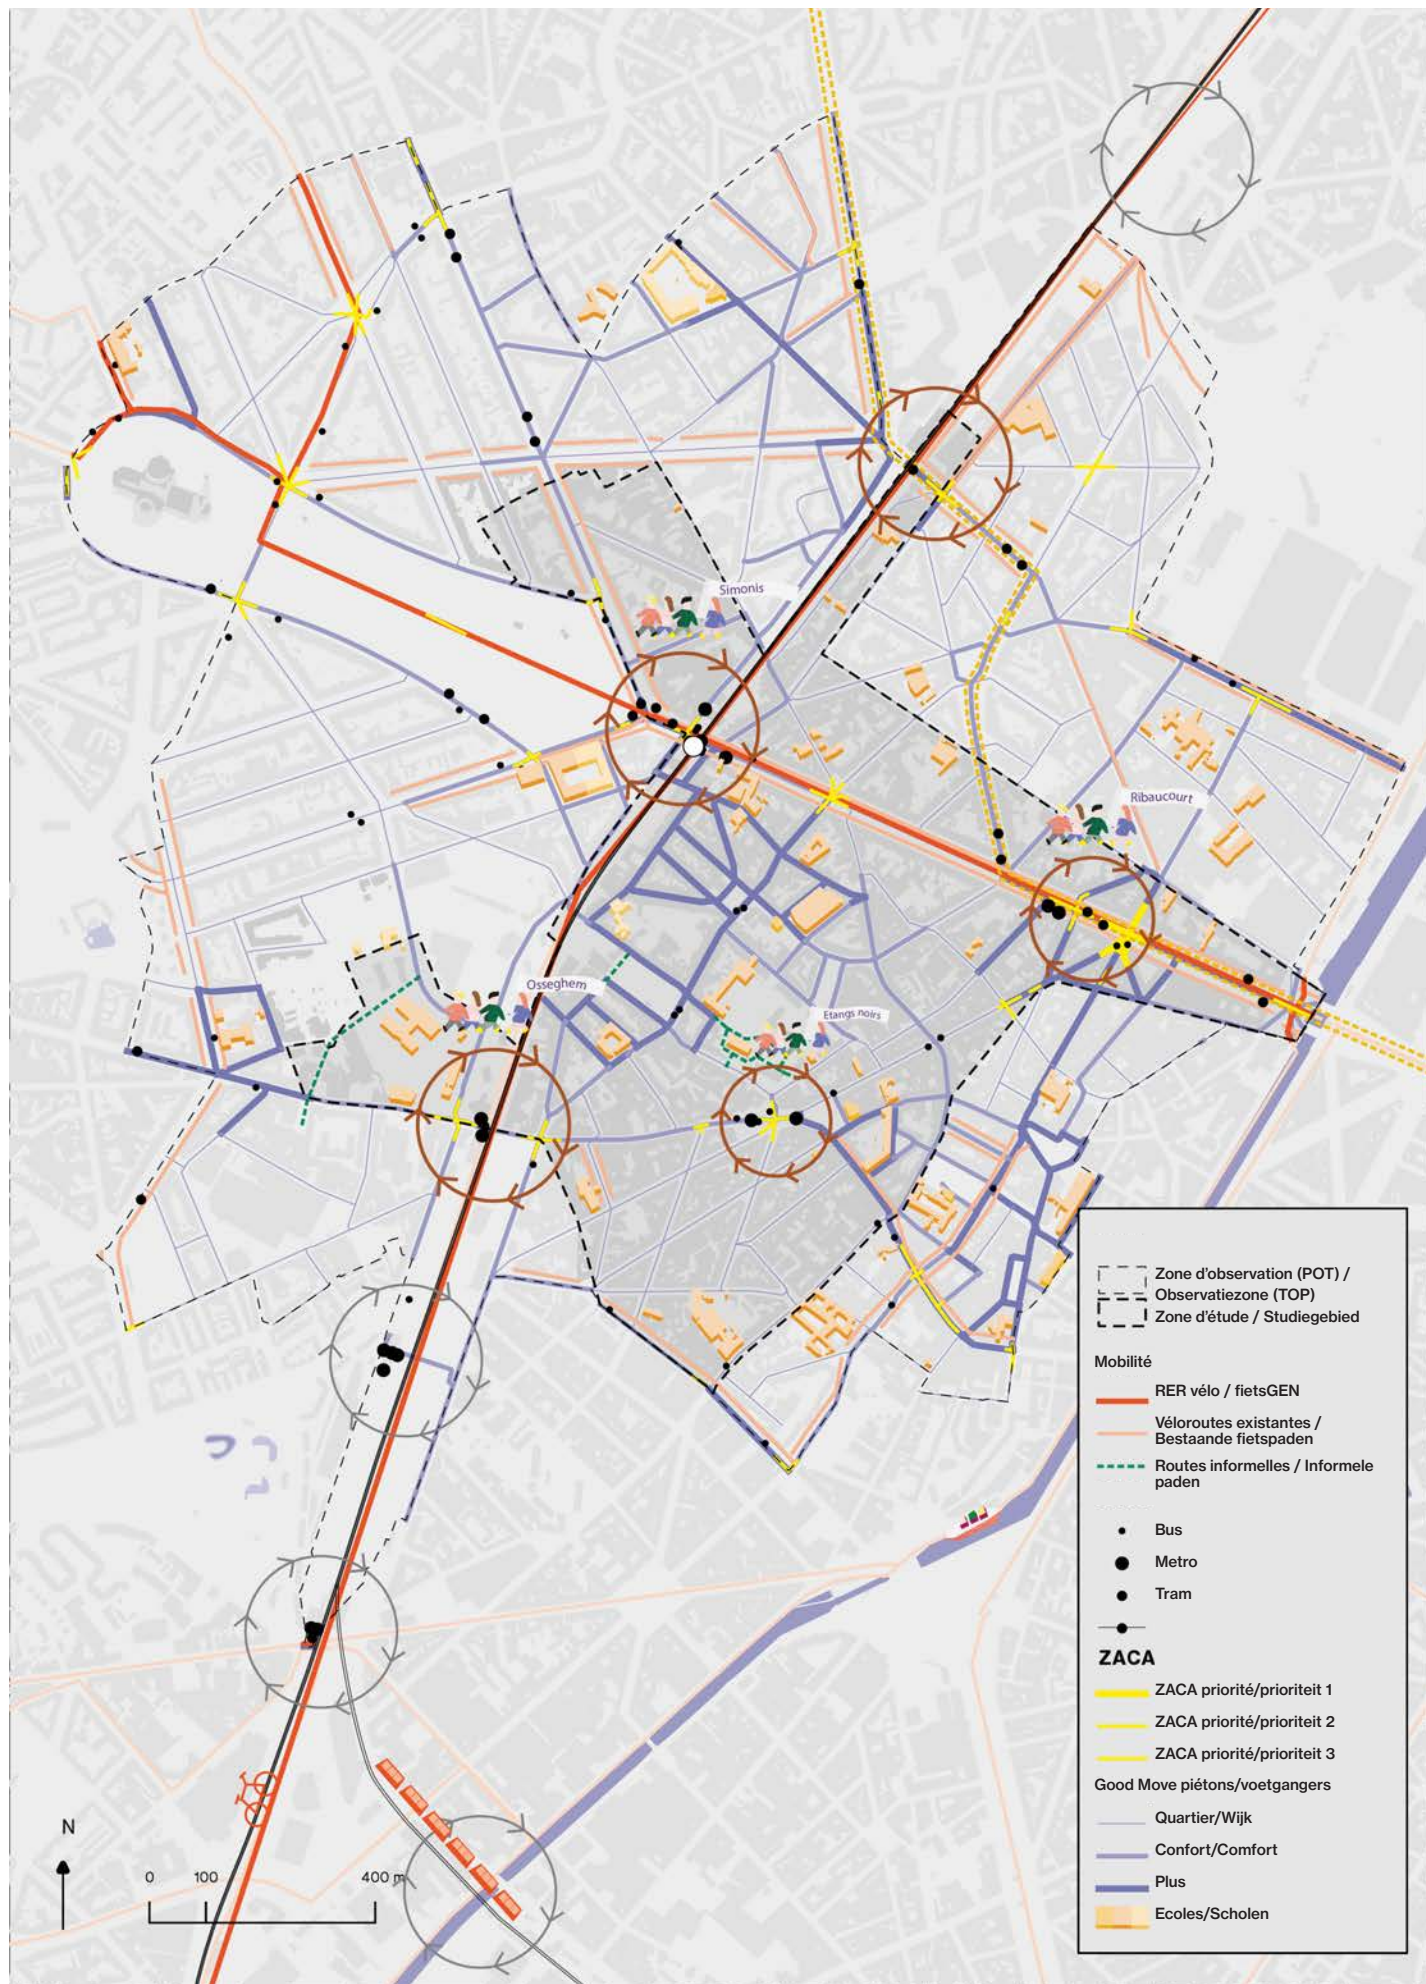 Simonis
Ribaucourt
Osseghem
Etangs noirs
Zone d'observation (POT) /
Observatiezone (TOP)
Zone d'étude / Studiegebied
Mobilité
RER vélo / fietsGEN
Véloroutes existantes /
Bestaande fietspaden
Routes informelles / Informele
paden
Bus
Metro
Tram
ZACA
ZACA priorité/prioriteit 1
ZACA priorité/prioriteit 2
ZACA priorité/prioriteit 3
Good Move piétons/voetgangers
Quartier/Wijk
Confort/Comfort
Plus
Ecoles/Scholen
N
0 100 400 m